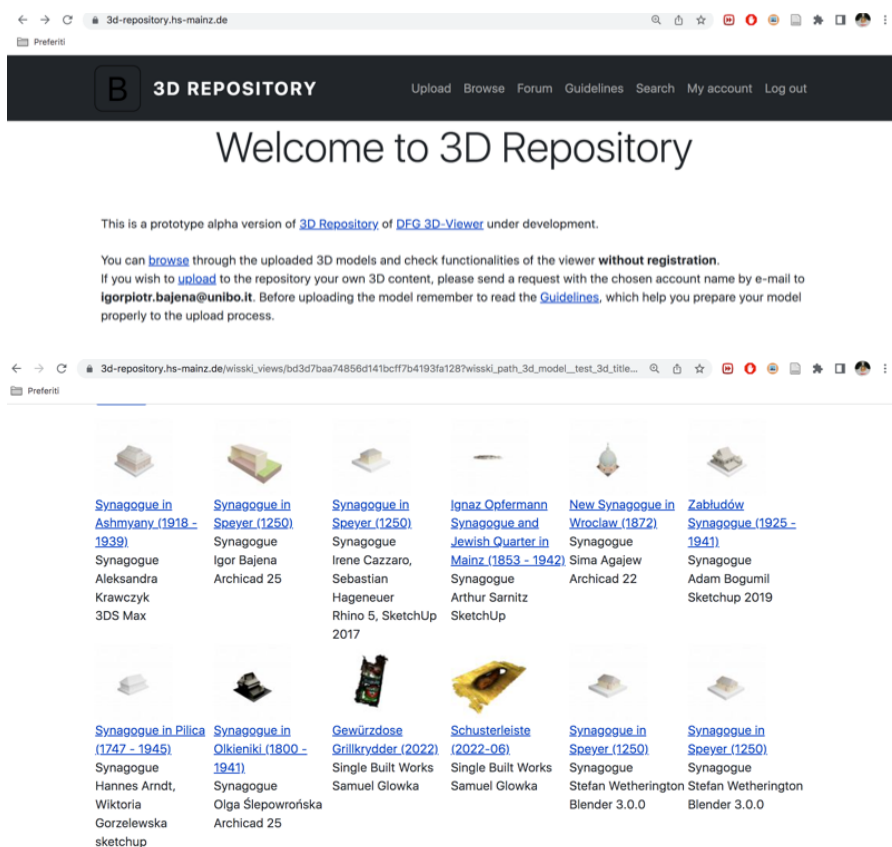 3d-repository.hs-mainz.de
Preferiti
B 3D REPOSITORY Upload Browse Forum Guidelines Search My account Log out
Welcome to 3D Repository
This is a prototype alpha version of 3D Repository of DFG 3D-Viewer under development.
You can browse through the uploaded 3D models and check functionalities of the viewer without registration.
If you wish to upload to the repository your own 3D content, please send a request with the chosen account name by e-mail to
igorpiotr.bajena@unibo.it. Before uploading the model remember to read the Guidelines, which help you prepare your model
properly to the upload process.
3d-repository.hs-mainz.de/wisski_views/bd3d7baa74856d141bcff7b4193fa128?wisski_path_3d_model__test_3d_title...
Preferiti
Synagogue in
Ashmyany (1918 -
1939)
Synagogue
Aleksandra
Krawczyk
3DS Max
Synagogue in
Speyer (1250)
Synagogue
Igor Bajena
Archicad 25
Synagogue in
Speyer (1250)
Synagogue
Irene Cazzaro,
Sebastian
Hageneuer
Rhino 5, SketchUp
2017
Ignaz Opfermann
Synagogue and
Jewish Quarter in
Mainz (1853 - 1942)
Synagogue
Arthur Sarnitz
SketchUp
New Synagogue in
Wroclaw (1872)
Synagogue
Sima Agajew
Archicad 22
Zabłudów
Synagogue (1925 -
1941)
Synagogue
Adam Bogumil
Sketchup 2019
Synagogue in Pilica
(1747 - 1945)
Synagogue
Hannes Arndt,
Wiktoria
Gorzelewska
sketchup
Synagogue in
Olkieniki (1800 -
1941)
Synagogue
Olga Ślepowrońska
Archicad 25
Gewürzdose
Grillkrydder (2022)
Single Built Works
Samuel Glowka
Schusterleiste
(2022-06)
Single Built Works
Samuel Glowka
Synagogue in
Speyer (1250)
Synagogue
Stefan Wetherington
Blender 3.0.0
Synagogue in
Speyer (1250)
Synagogue
Stefan Wetherington
Blender 3.0.0